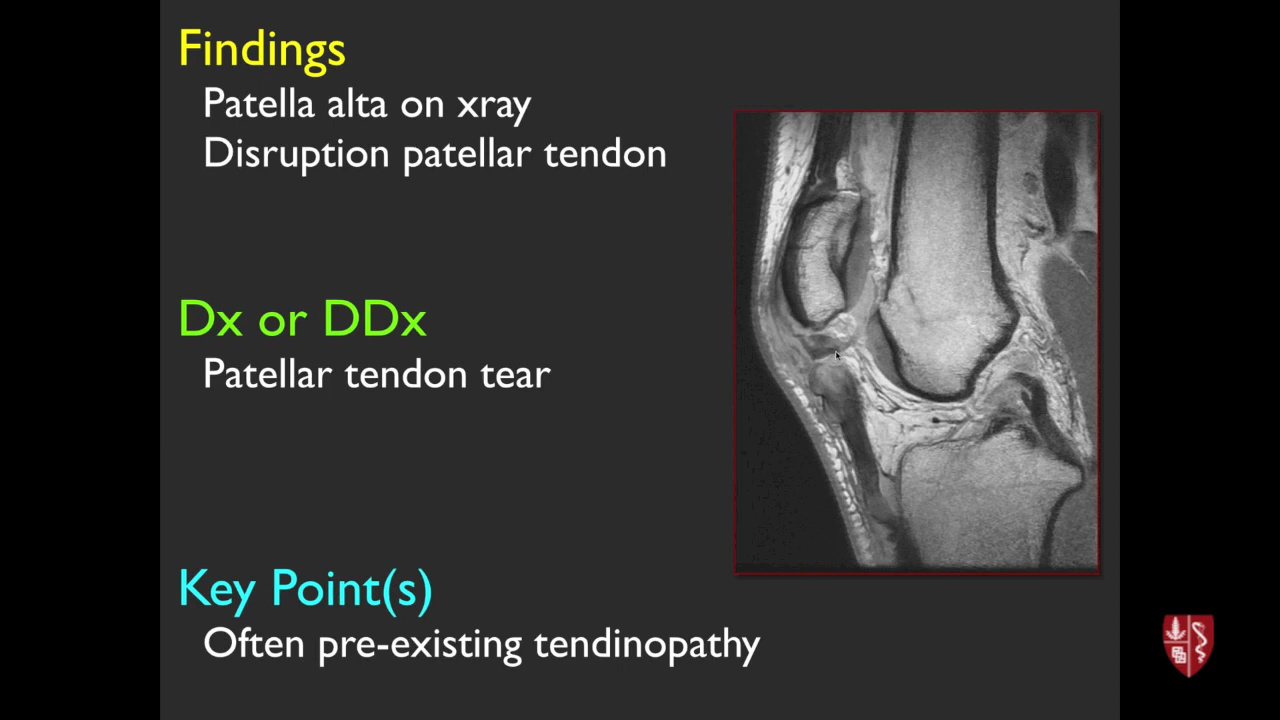 Findings
Patella alta on xray
Disruption patellar tendon
Dx or DDx
Patellar tendon tear
Key Point(s)
Often pre-existing tendinopathy